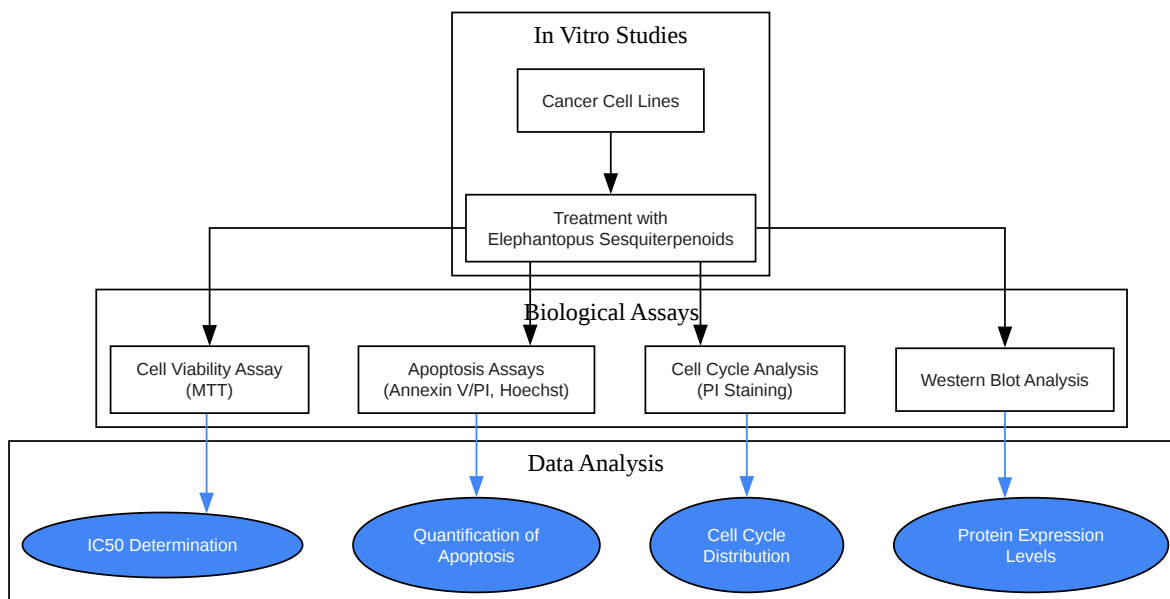 In Vitro Studies
Cancer Cell Lines
Treatment with
Elephantopus Sesquiterpenoids
Biological Assays
Cell Viability Assay
(MTT)
Apoptosis Assays
(Annexin V/PI, Hoechst)
Cell Cycle Analysis
(PI Staining)
Western Blot Analysis
Data Analysis
IC50 Determination
Quantification of
Apoptosis
Cell Cycle
Distribution
Protein Expression
Levels